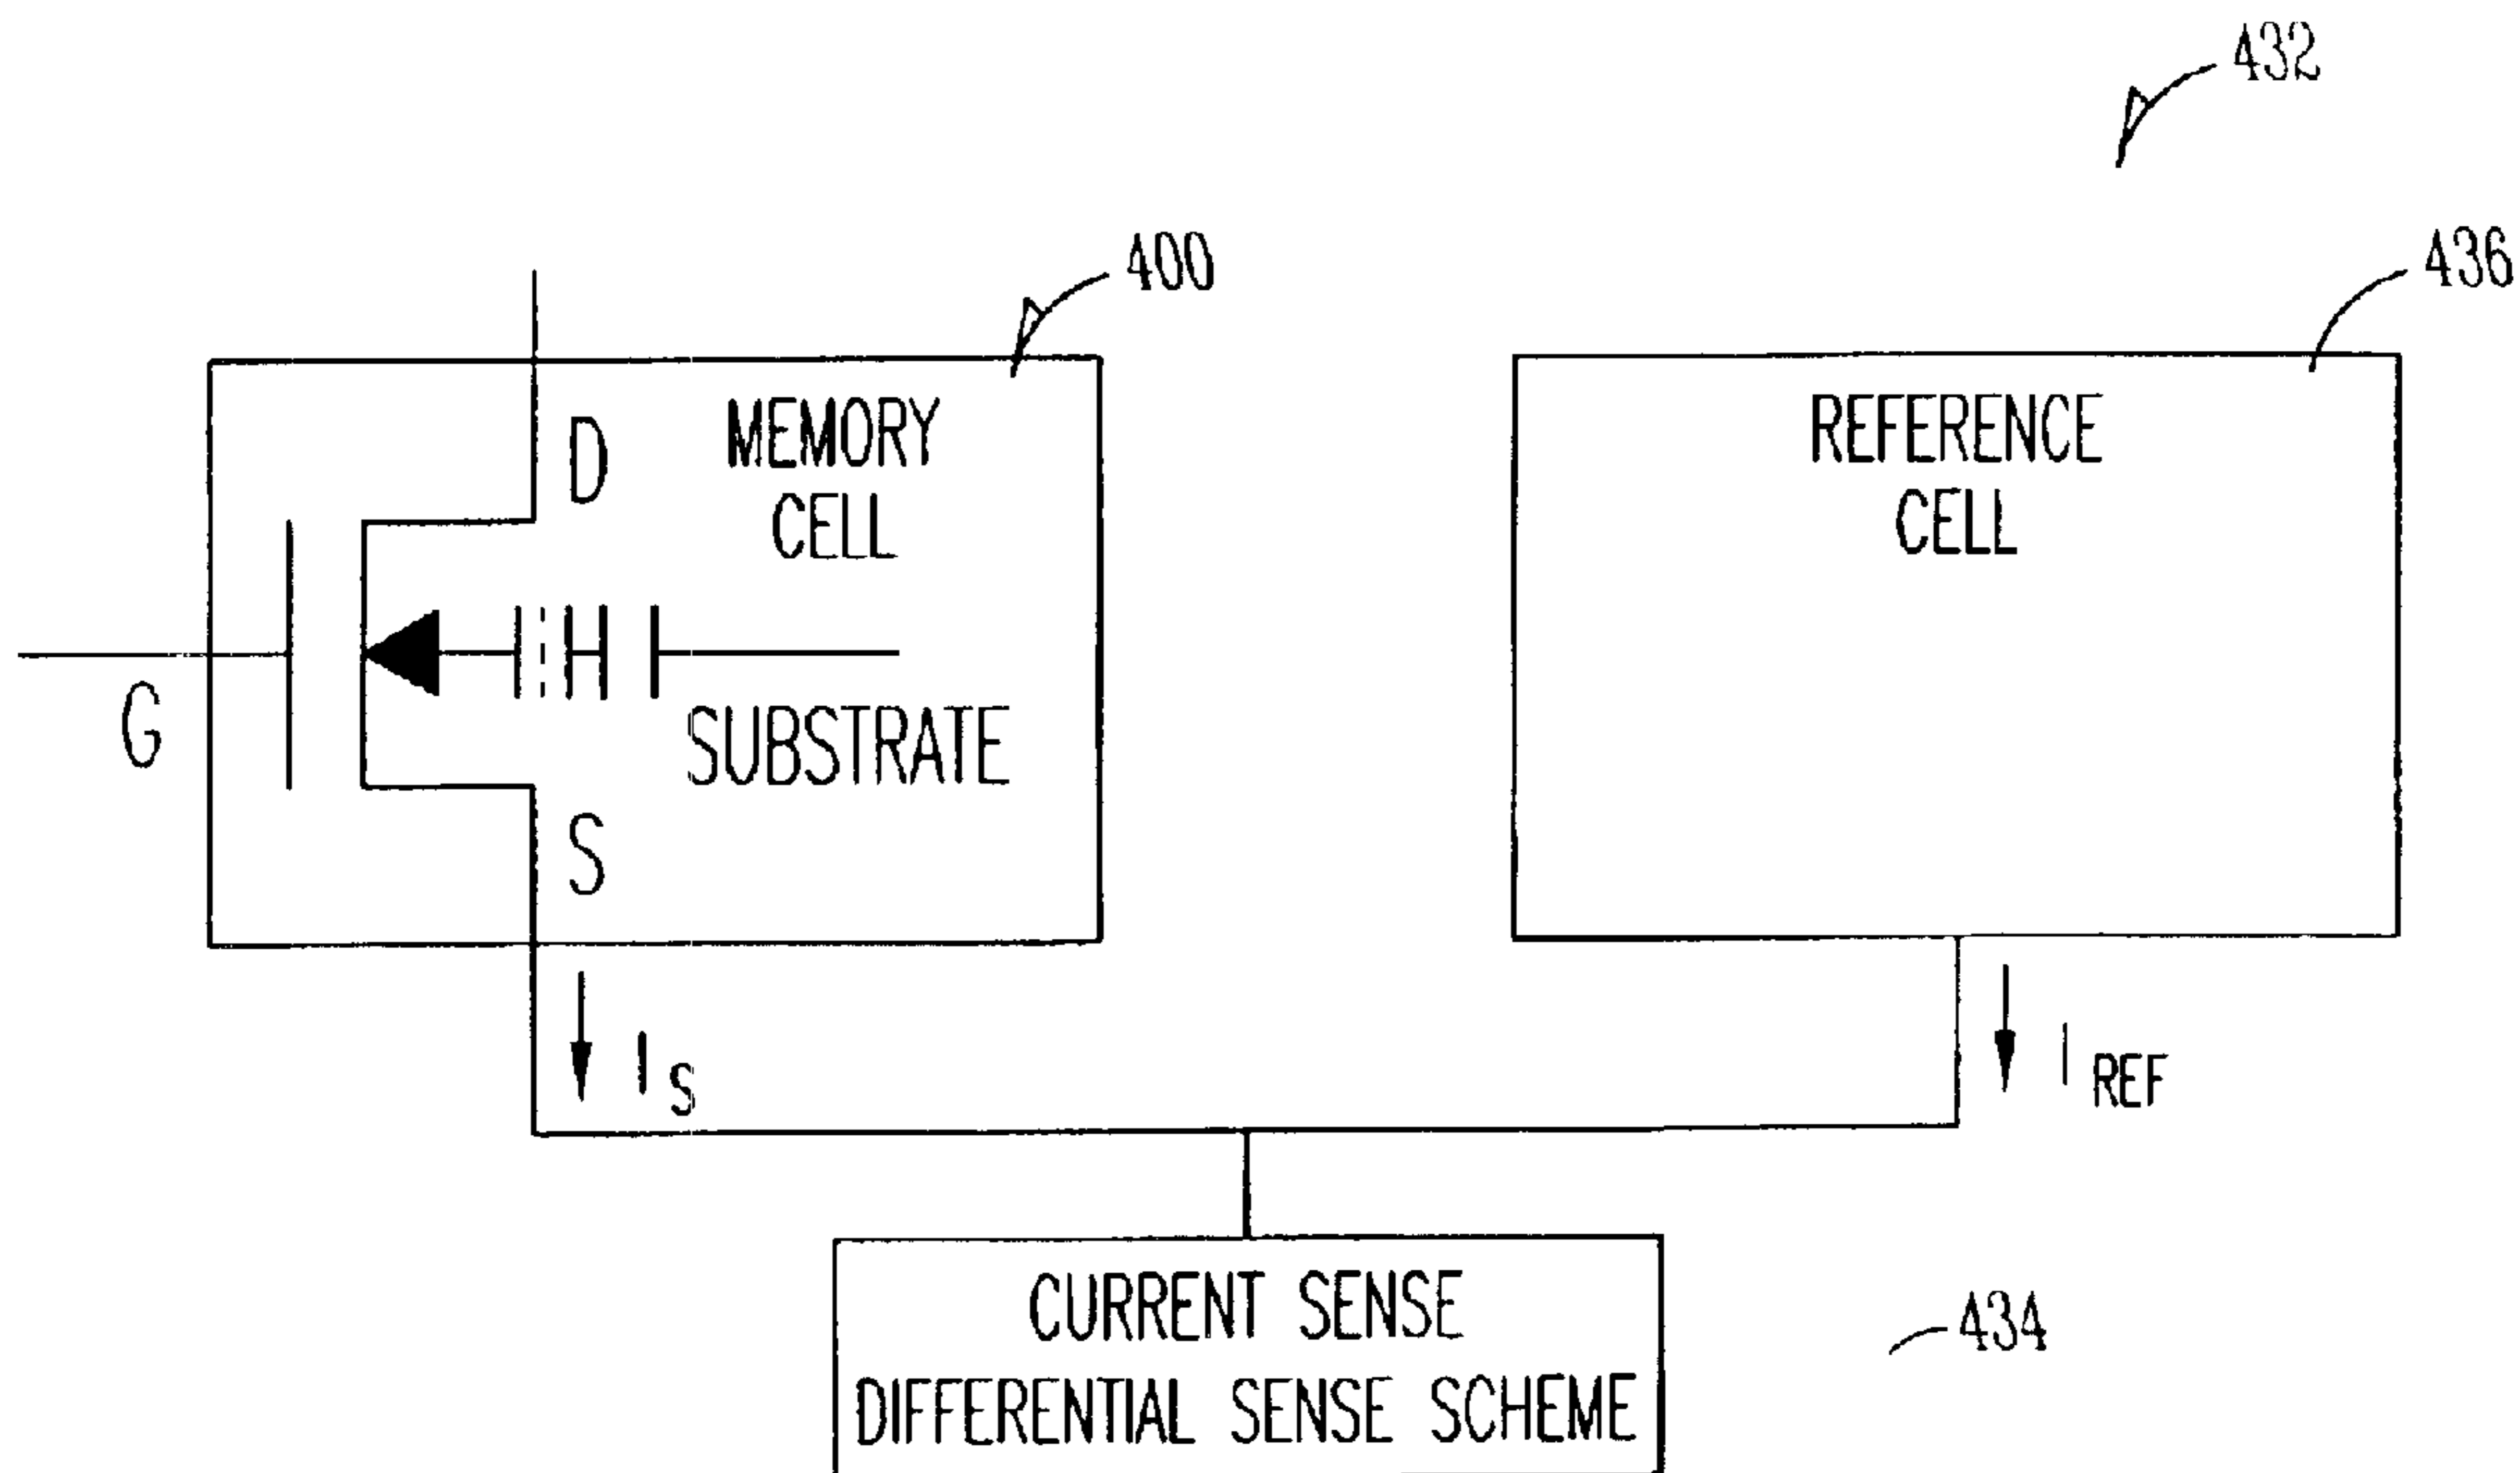 432
400
436
D
MEMORY
CELL
REFERENCE
CELL
G
SUBSTRATE
S
I S
I REF
CURRENT SENSE
434
DIFFERENTIAL SENSE SCHEME